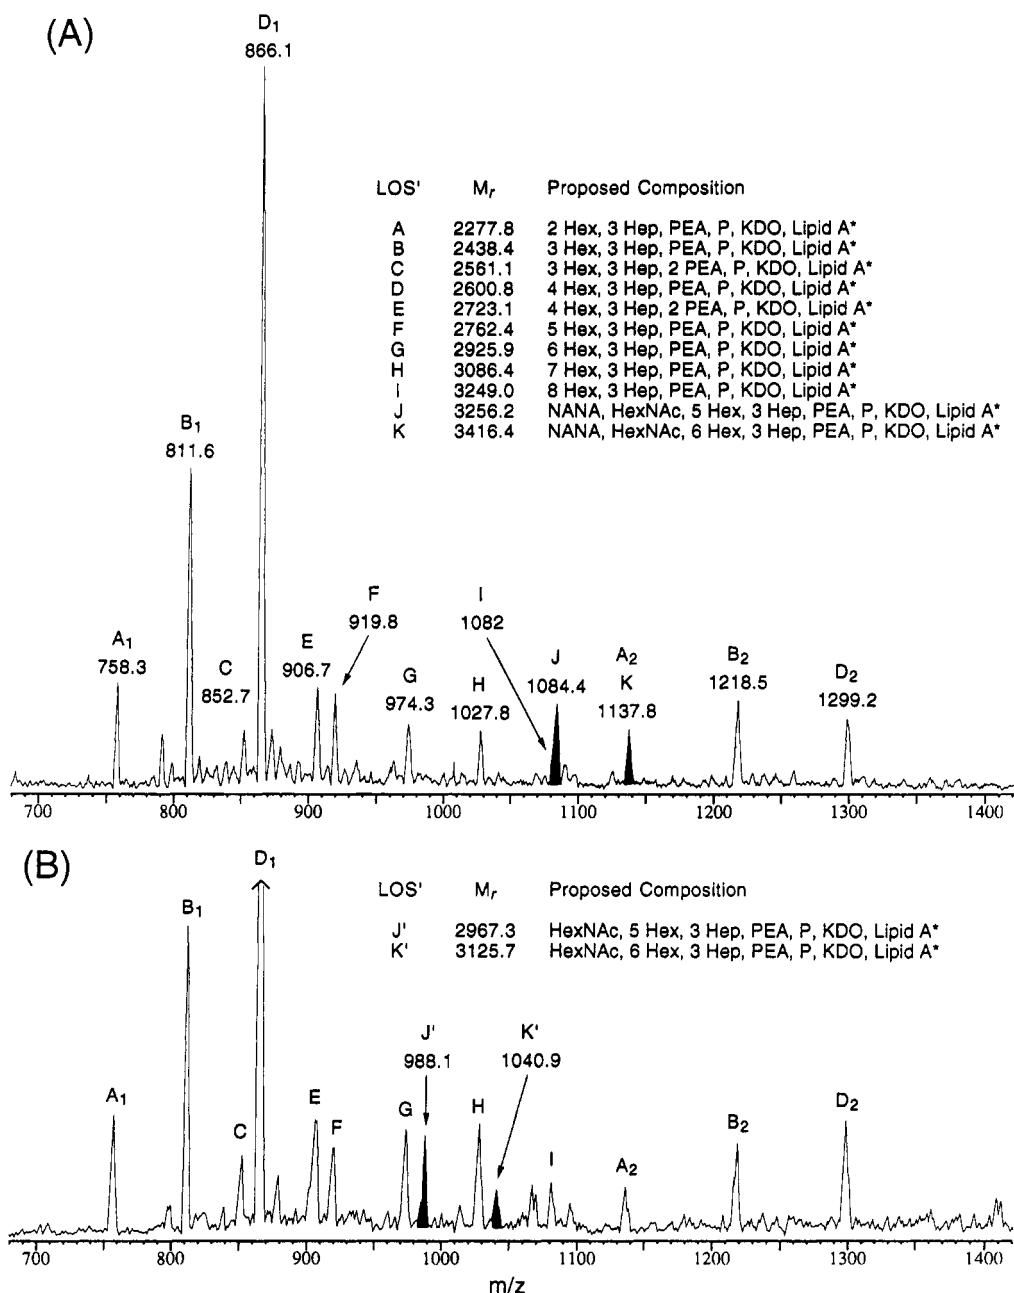 (A)
D1
866.1
LOS' Mr Proposed Composition
A 2277.8 2 Hex, 3 Hep, PEA, P, KDO, Lipid A*
B 2438.4 3 Hex, 3 Hep, PEA, P, KDO, Lipid A*
C 2561.1 3 Hex, 3 Hep, 2 PEA, P, KDO, Lipid A*
D 2600.8 4 Hex, 3 Hep, PEA, P, KDO, Lipid A*
E 2723.1 4 Hex, 3 Hep, 2 PEA, P, KDO, Lipid A*
F 2762.4 5 Hex, 3 Hep, PEA, P, KDO, Lipid A*
G 2925.9 6 Hex, 3 Hep, PEA, P, KDO, Lipid A*
H 3086.4 7 Hex, 3 Hep, PEA, P, KDO, Lipid A*
I 3249.0 8 Hex, 3 Hep, PEA, P, KDO, Lipid A*
J 3256.2 NANA, HexNAc, 5 Hex, 3 Hep, PEA, P, KDO, Lipid A*
K 3416.4 NANA, HexNAc, 6 Hex, 3 Hep, PEA, P, KDO, Lipid A*
B1
811.6
F
919.8
I
1082
A1
758.3
C
852.7
E
906.7
G
974.3
H
1027.8
J
1084.4
A2
K
1137.8
B2
1218.5
D2
1299.2
700 800 900 1000 1100 1200 1300 1400
(B)
D1
LOS' Mr Proposed Composition
J' 2967.3 HexNAc, 5 Hex, 3 Hep, PEA, P, KDO, Lipid A*
K' 3125.7 HexNAc, 6 Hex, 3 Hep, PEA, P, KDO, Lipid A*
B1
J'
988.1
K'
1040.9
A1
C
E
F
G
H
I
A2
B2
D2
700 800 900 1000 1100 1200 1300 1400
m/z